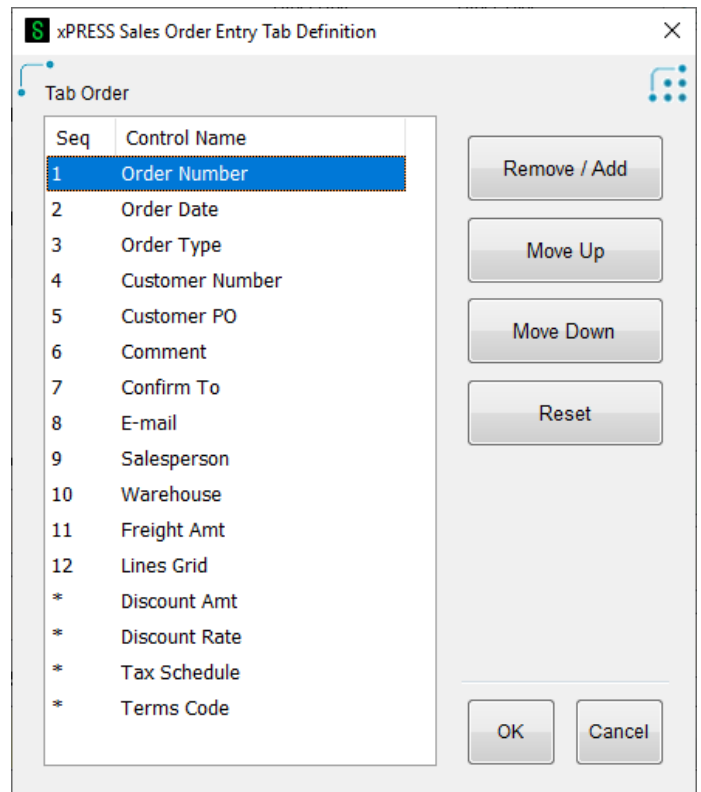 S xPRESS Sales Order Entry Tab Definition
Tab Order
Seq Control Name
1 Order Number
2 Order Date
3 Order Type
4 Customer Number
5 Customer PO
6 Comment
7 Confirm To
8 E-mail
9 Salesperson
10 Warehouse
11 Freight Amt
12 Lines Grid
* Discount Amt
* Discount Rate
* Tax Schedule
* Terms Code
Remove / Add
Move Up
Move Down
Reset
OK Cancel